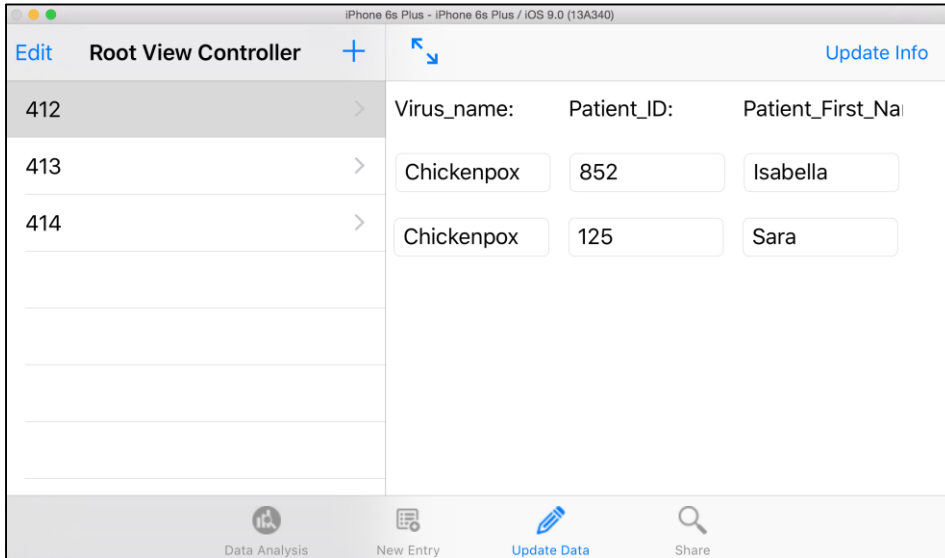 iPhone 6s Plus - iPhone 6s Plus / iOS 9.0 (13A340)
Edit Root View Controller + Update Info
412
413
414
Virus_name: Patient_ID: Patient_First_Na
Chickenpox 852 Isabella
Chickenpox 125 Sara
Data Analysis New Entry Update Data Share